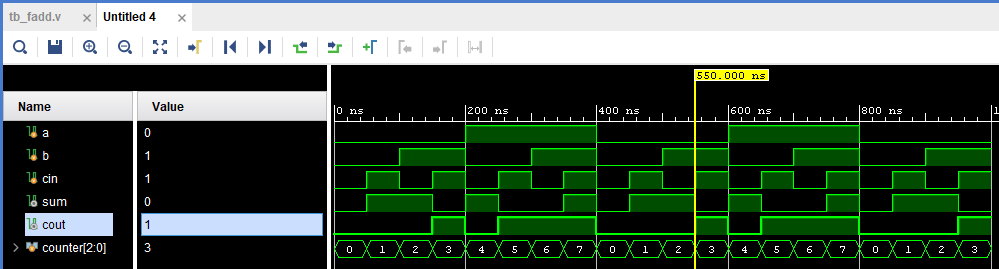 tb_fadd.v × Untitled 4 ×
550.000 ns
Name Value 0 ns 200 ns 400 ns 600 ns 800 ns 1
a 0
b 1
cin 1
sum 0
cout 1
counter[2:0] 3 0 1 2 3 4 5 6 7 0 1 2 3 4 5 6 7 0 1 2 3